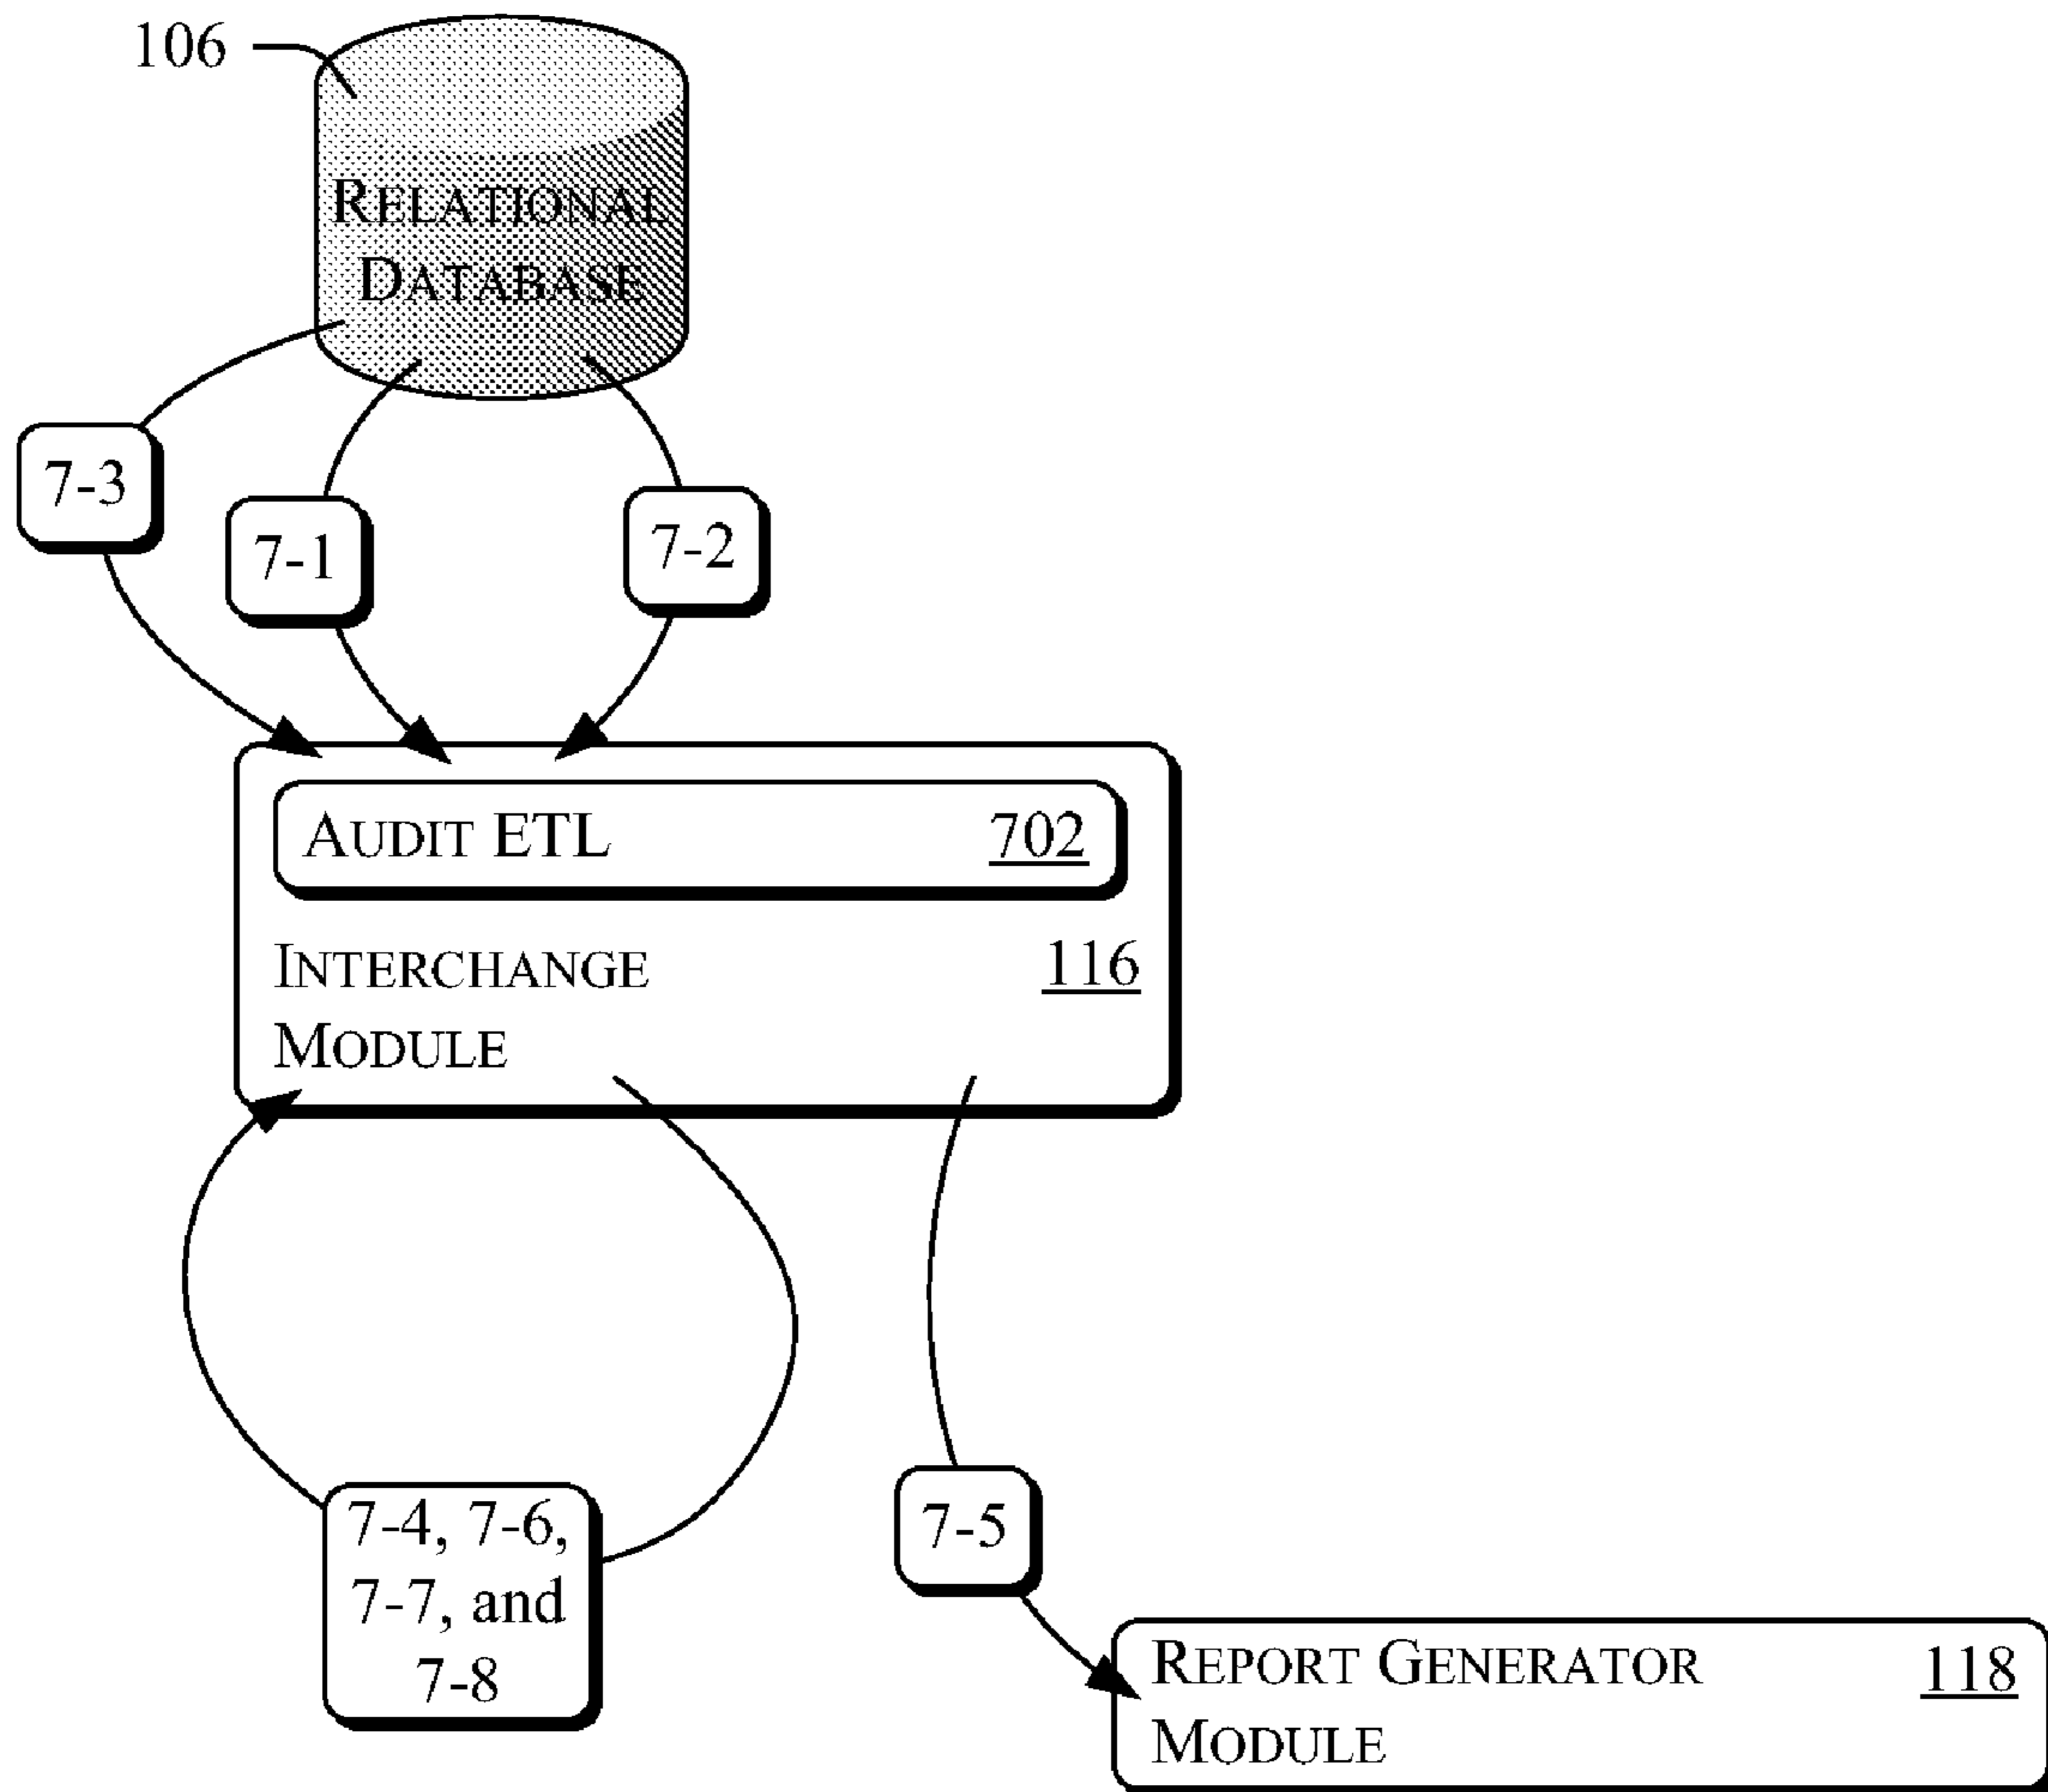 106
RELATIONAL
DATABASE
7-3
7-1
7-2
AUDIT ETL 702
INTERCHANGE 116
MODULE
7-4, 7-6,
7-7, and
7-8
7-5
REPORT GENERATOR 118
MODULE